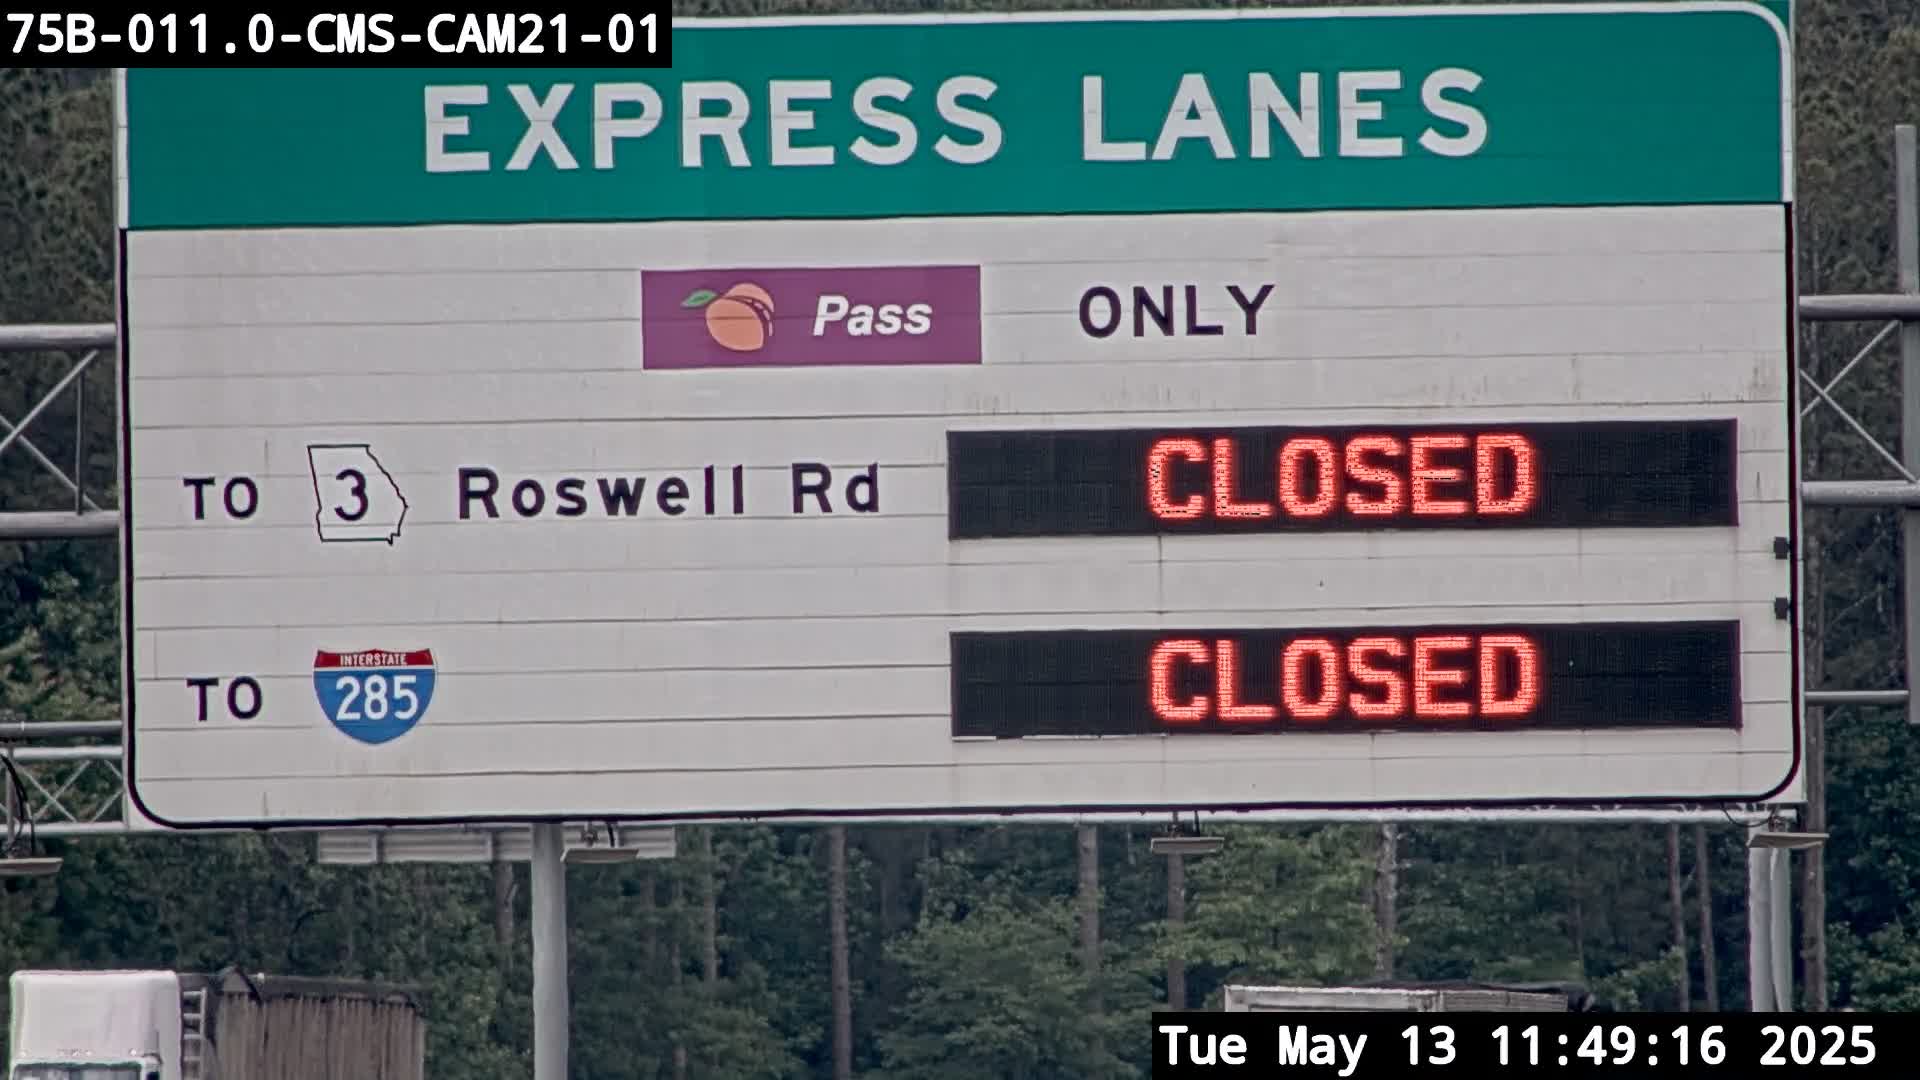 75B-011.0-CMS-CAM21-01
EXPRESS LANES
Pass ONLY
TO 3 Roswell Rd CLOSED
INTERSTATE
TO 285 CLOSED
Tue May 13 11:49:16 2025